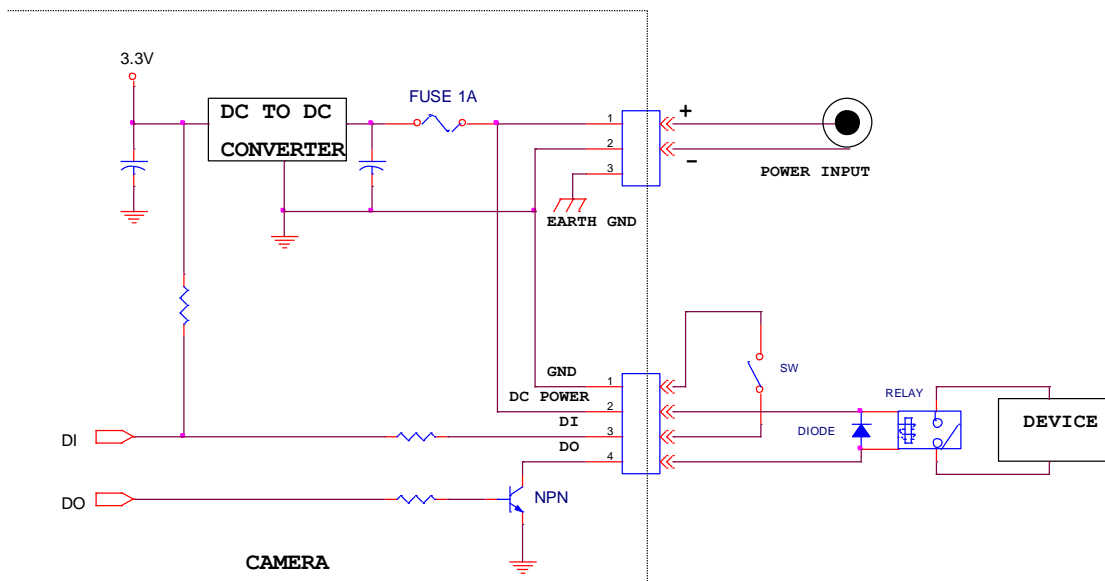 3.3V
FUSE 1A
DC TO DC
CONVERTER
1
2
3
+
-
POWER INPUT
EARTH GND
GND
DC POWER
DI
DO
1
2
3
4
SW
RELAY
DIODE
DEVICE
DI
DO
NPN
CAMERA